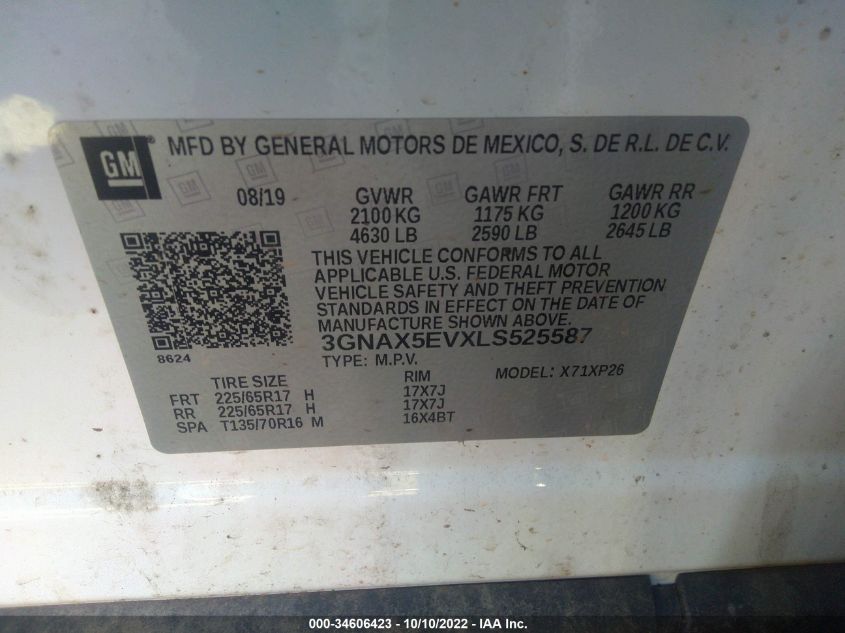 GM ® MFD BY GENERAL MOTORS DE MEXICO, S. DE R.L. DE C.V.
08/19 GVWR GAWR FRT GAWR RR
2100 KG 1175 KG 1200 KG
4630 LB 2590 LB 2645 LB
THIS VEHICLE CONFORMS TO ALL
APPLICABLE U.S. FEDERAL MOTOR
VEHICLE SAFETY AND THEFT PREVENTION
STANDARDS IN EFFECT ON THE DATE OF
MANUFACTURE SHOWN ABOVE.
3GNAX5EVXLS525587
8624
TYPE: M.P.V. MODEL: X71XP26
TIRE SIZE RIM
FRT 225/65R17 H 17X7J
RR 225/65R17 H 17X7J
SPA T135/70R16 M 16X4BT
000-34606423 - 10/10/2022 - IAA Inc.